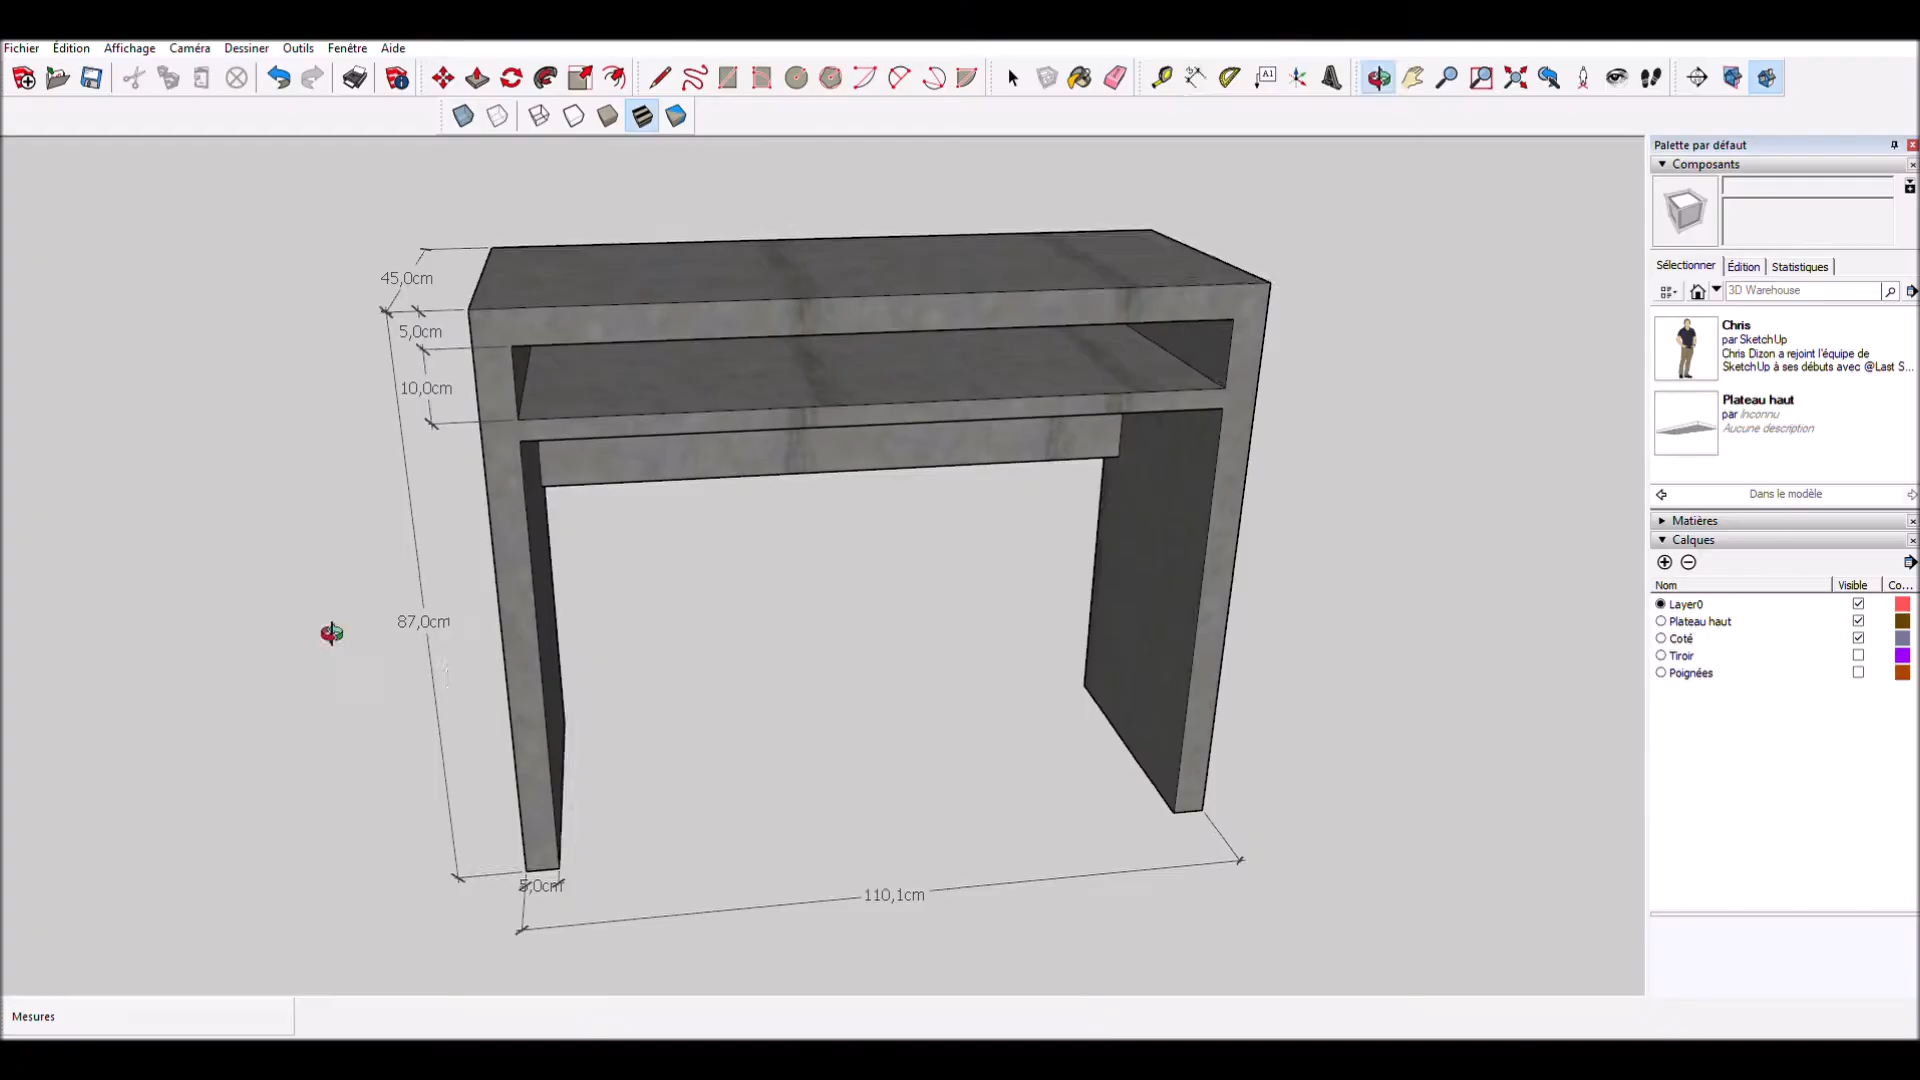 Fichier Édition Affichage Caméra Dessiner Outils Fenêtre Aide
A1
Palette par défaut
Composants
Sélectionner Édition Statistiques
3D Warehouse
Chris
par SketchUp
Chris Dizon a rejoint l'équipe de
SketchUp à ses débuts avec @Last S...
Plateau haut
par Inconnu
Aucune description
Dans le modèle
Matières
Calques
Nom Visible Co...
Layer0
Plateau haut
Coté
Tiroir
Poignées
45,0cm
5,0cm
10,0cm
87,0cm
5,0cm
110,1cm
Mesures